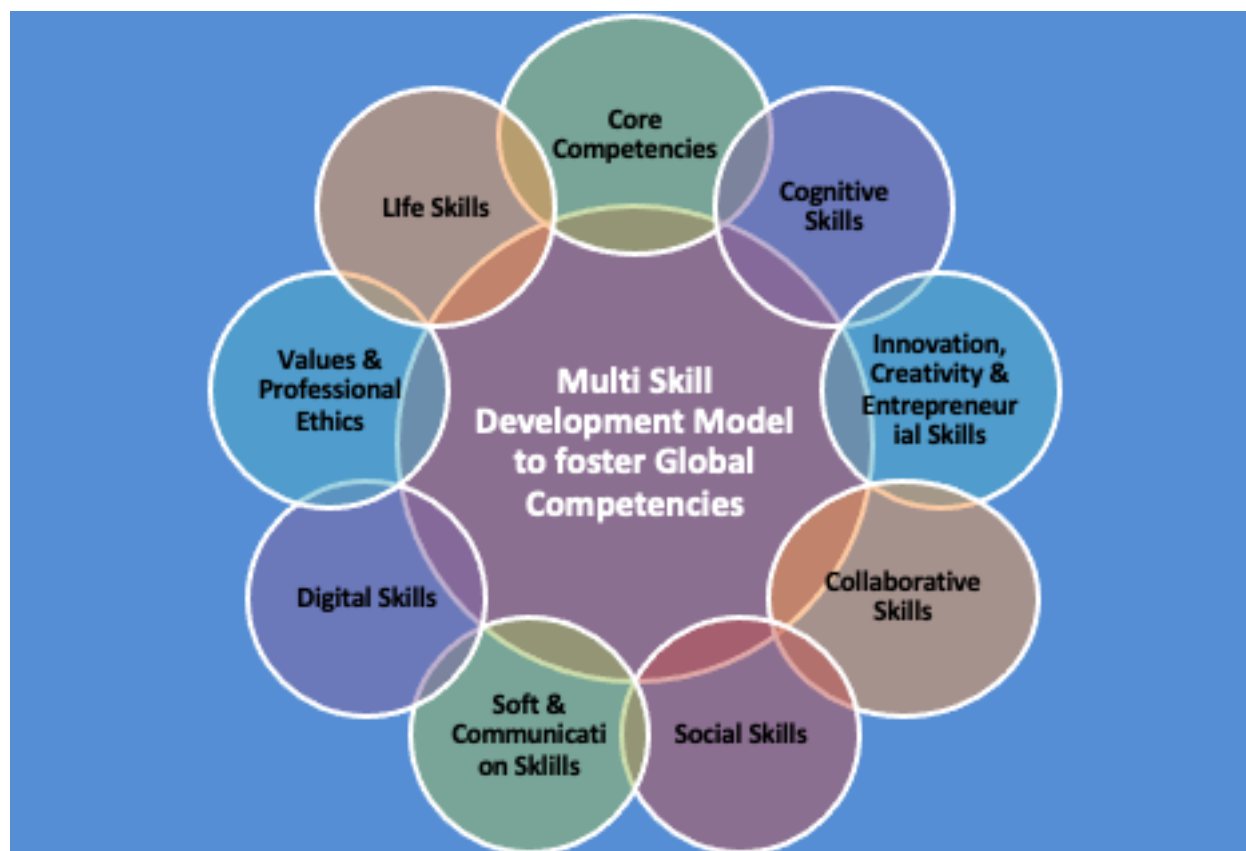 Core
Competencies
Cognitive
Skills
Innovation,
Creativity &
Entrepreneur
ial Skills
Collaborative
Skills
Social Skills
Soft &
Communicati
on Sklills
Digital Skills
Values &
Professional
Ethics
LIfe Skills
Multi Skill
Development Model
to foster Global
Competencies